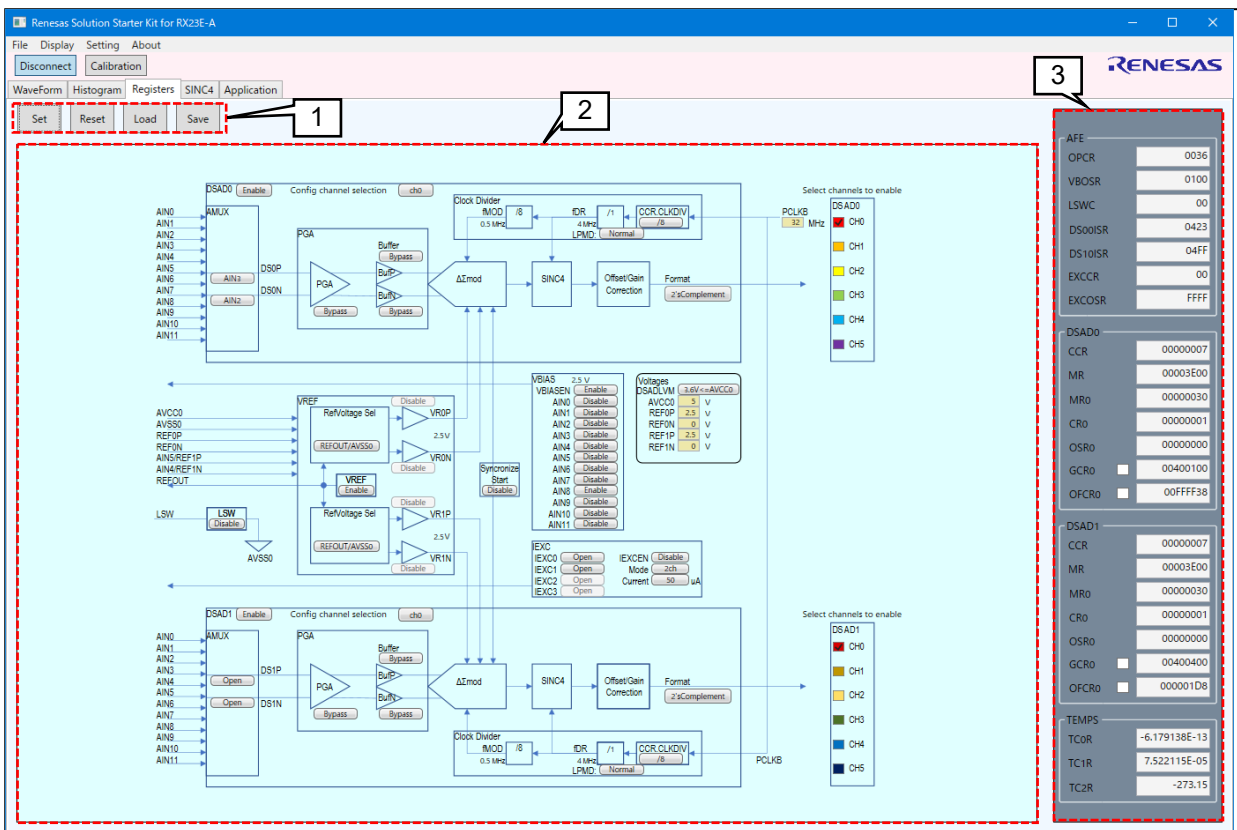 Renesas Solution Starter Kit for RX23E-A
File Display Setting About
Disconnect Calibration
RENESAS
WaveForm Histogram Registers SINC4 Application
Set Reset Load Save
1
2
3
DSAD0 Enable Config channel selection ch0
AIN0
AIN1
AIN2
AIN3
AIN4
AIN5
AIN6
AIN7
AIN8
AIN9
AIN10
AIN11
AMUX
AIN3
AIN2
DS0P
DS0N
PGA
PGA
Bypass
Buffer
Bypass
BufP
BufN
Bypass
Clock Divider
fMOD /8 fDR /1 CCR.CLKDIV
0.5 MHz 4 MHz /8
LPMD: Normal
PCLKB
32 MHz
ΔΣmod
SINC4
Offset/Gain
Correction
Format
2'sComplement
Select channels to enable
DSAD0
CH0
CH1
CH2
CH3
CH4
CH5
AVCC0
AVSS0
REF0P
REF0N
AIN5/REF1P
AIN4/REF1N
REFOUT
LSW
LSW
Disable
AVSS0
VREF
RefVoltage Sel
REFOUT/AVSS0
Disable
VR0P
2.5V
VR0N
Disable
VREF
Enable
RefVoltage Sel
REFOUT/AVSS0
Disable
VR1P
2.5V
VR1N
Disable
Syncronize
Start
Disable
VBIAS 2.5 V
VBIASEN Enable
AIN0 Disable
AIN1 Disable
AIN2 Disable
AIN3 Disable
AIN4 Disable
AIN5 Disable
AIN6 Disable
AIN7 Disable
AIN8 Enable
AIN9 Disable
AIN10 Disable
AIN11 Disable
Voltages
DSADLVM 3.6V<=AVCC0
AVCC0 5 V
REF0P 2.5 V
REF0N 0 V
REF1P 2.5 V
REF1N 0 V
IEXC
IEXC0 Open IEXCEN Disable
IEXC1 Open Mode 2ch
IEXC2 Open Current 50 uA
IEXC3 Open
DSAD1 Enable Config channel selection ch0
AIN0
AIN1
AIN2
AIN3
AIN4
AIN5
AIN6
AIN7
AIN8
AIN9
AIN10
AIN11
AMUX
Open
Open
DS1P
DS1N
PGA
PGA
Bypass
Buffer
Bypass
BufP
BufN
Bypass
ΔΣmod
SINC4
Offset/Gain
Correction
Format
2'sComplement
Clock Divider
fMOD /8 fDR /1 CCR.CLKDIV
0.5 MHz 4 MHz /8
LPMD: Normal
PCLKB
Select channels to enable
DSAD1
CH0
CH1
CH2
CH3
CH4
CH5
AFE
OPCR 0036
VBOSR 0100
LSWC 00
DS00ISR 0423
DS10ISR 04FF
EXCCR 00
EXCOSR FFFF
DSAD0
CCR 00000007
MR 00003E00
MR0 00000030
CR0 00000001
OSR0 00000000
GCR0 00400100
OFCR0 00FFFF38
DSAD1
CCR 00000007
MR 00003E00
MR0 00000030
CR0 00000001
OSR0 00000000
GCR0 00400400
OFCR0 000001D8
TEMPS
TC0R -6.179138E-13
TC1R 7.522115E-05
TC2R -273.15